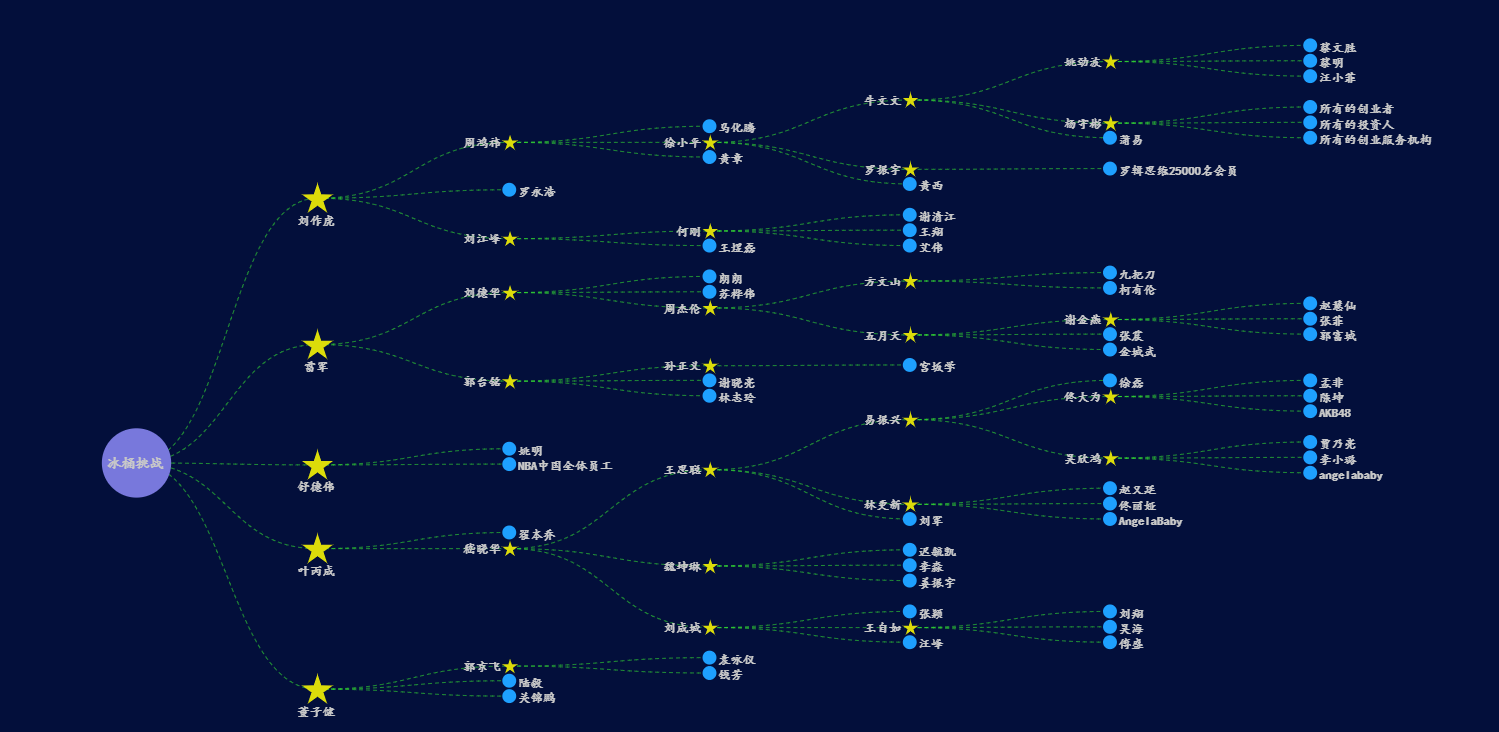 冰桶挑战
刘作虎
周鸿祎
马化腾
徐小平
牛文文
姚劲波
蔡文胜
蔡明
汪小菲
杨宇彬
所有的创业者
所有的投资人
所有的创业服务机构
蒲易
罗振宇
罗辑思维25000名会员
黄西
黄章
罗永浩
刘江峰
何刚
谢清江
王翔
艾伟
雷军
刘德华
朗朗
苏桦伟
周杰伦
方文山
九把刀
柯有伦
五月天
谢金燕
赵慧仙
张菲
郭富城
张震
金城武
郭台铭
孙正义
宫坂学
谢晓亮
林志玲
舒德伟
姚明
NBA中国全体员工
叶丙成
翟本乔
嵇晓华
王思聪
易振兴
徐磊
佟大为
孟非
陈坤
AKB48
吴欣鸿
贾乃亮
李小璐
angelababy
林更新
赵又廷
佟丽娅
AngelaBaby
刘军
魏坤琳
迟毓凯
李淼
姜振宇
刘成城
张颖
王自如
刘翔
吴海
傅盛
汪峰
董子健
郭京飞
袁咏仪
钱芳
陆毅
关锦鹏